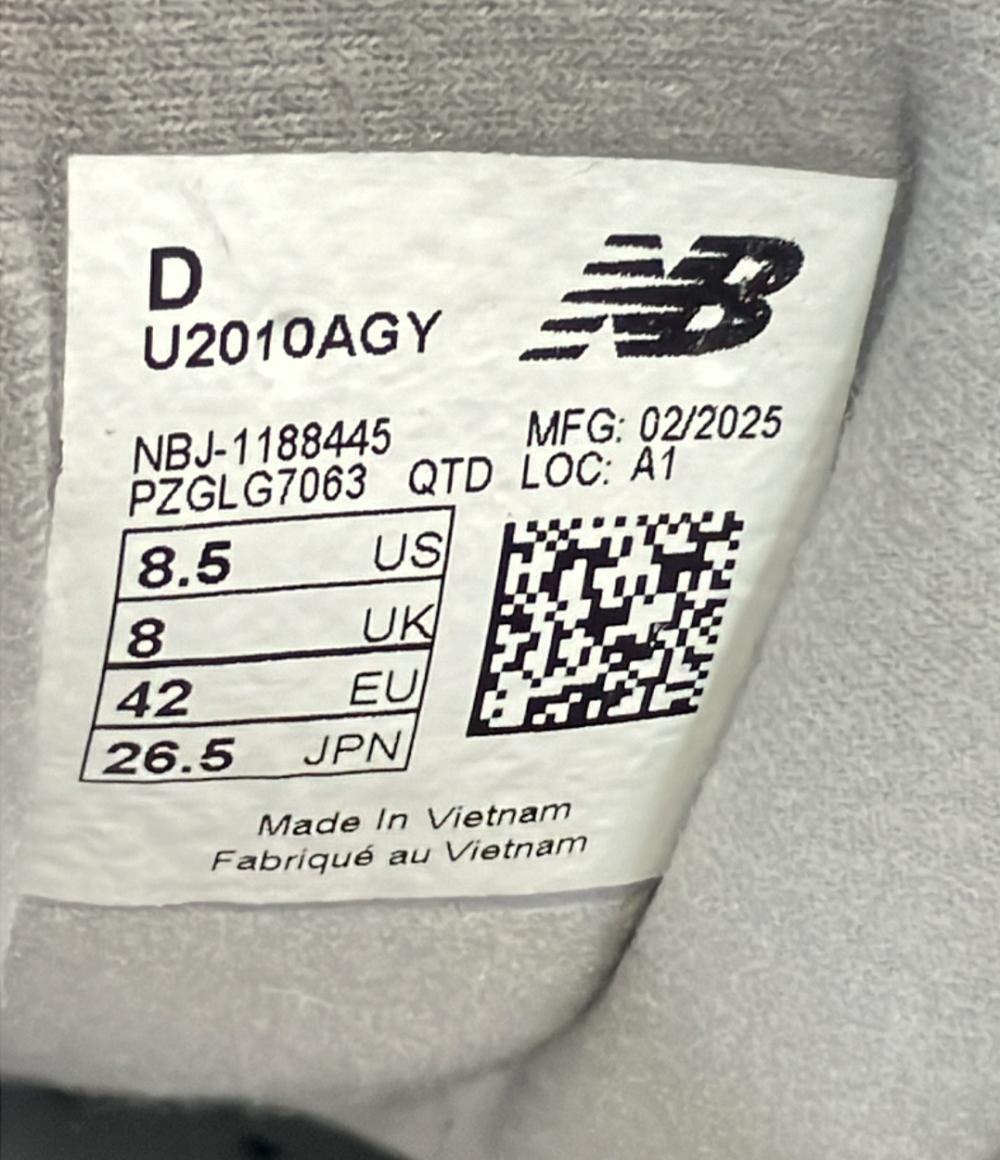 D
NB
U2010AGY
NBJ-1188445 MFG: 02/2025
PZGLG7063 QTD LOC: A1
8.5 US
8 UK
42 EU
26.5 JPN
Made In Vietnam
Fabriqué au Vietnam